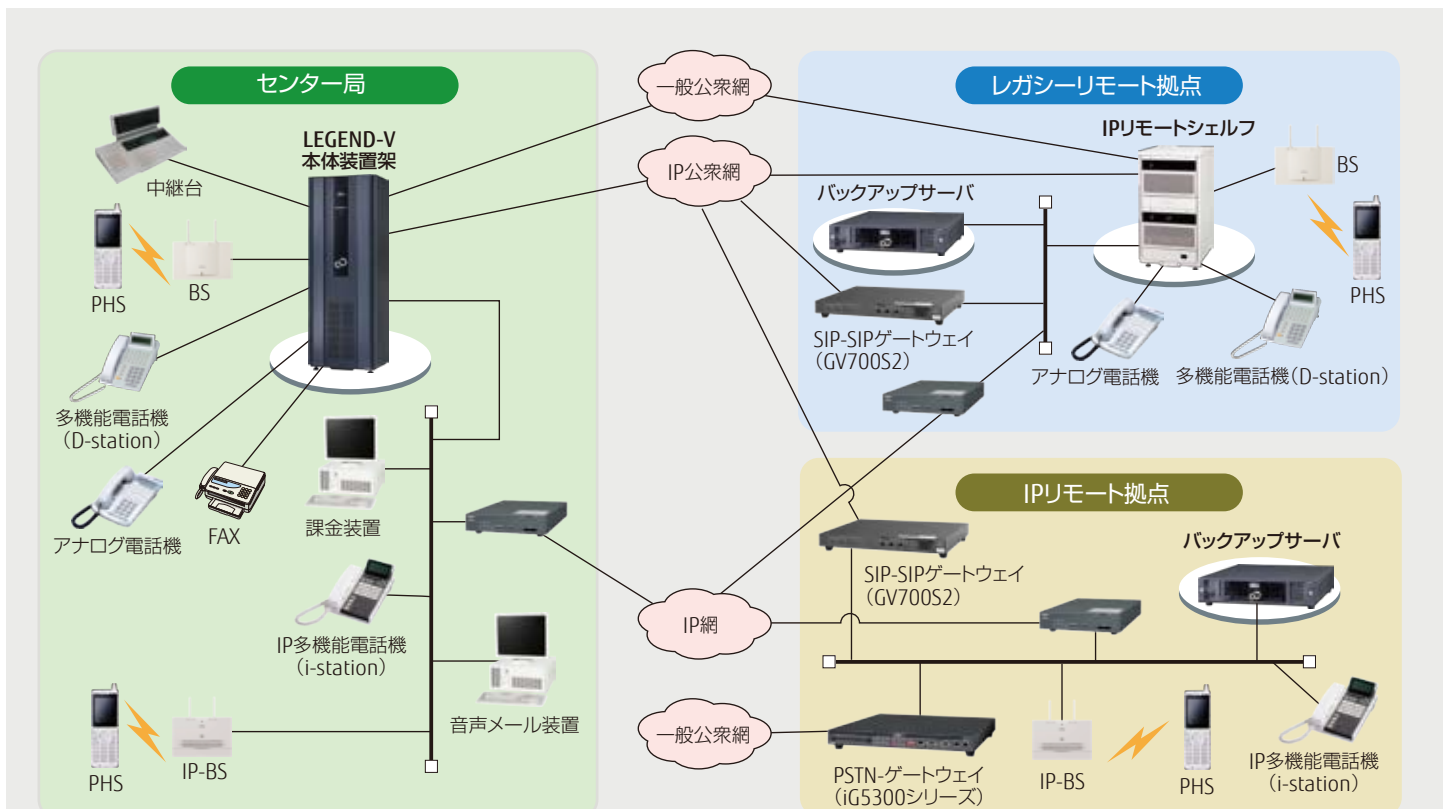 センター局
LEGEND-V
本体装置架
中継台
PHS
BS
多機能電話機
（D-station）
アナログ電話機
FAX
課金装置
IP多機能電話機
（i-station）
音声メール装置
PHS
IP-BS
一般公衆網
IP公衆網
IP網
一般公衆網
レガシーリモート拠点
IPリモートシェルフ
BS
バックアップサーバ
PHS
SIP-SIPゲートウェイ
（GV700S2）
アナログ電話機
多機能電話機（D-station）
IPリモート拠点
バックアップサーバ
SIP-SIPゲートウェイ
（GV700S2）
PSTN-ゲートウェイ
（iG5300シリーズ）
IP-BS
PHS
IP多機能電話機
（i-station）